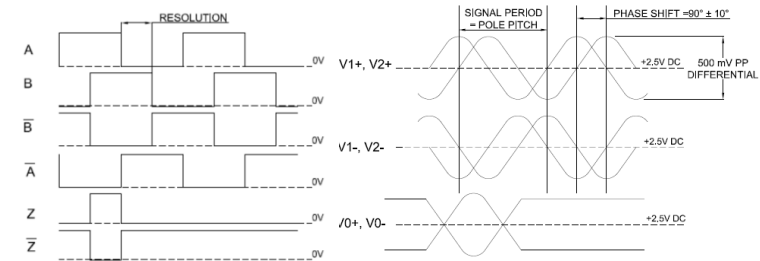 RESOLUTION
A
0V
B
0V
B
0V
A
0V
Z
0V
Z
0V
SIGNAL PERIOD
= POLE PITCH
PHASE SHIFT =90° ± 10°
V1+, V2+
+2.5V DC
500 mV PP
DIFFERENTIAL
V1-, V2-
+2.5V DC
V0+, V0-
+2.5V DC